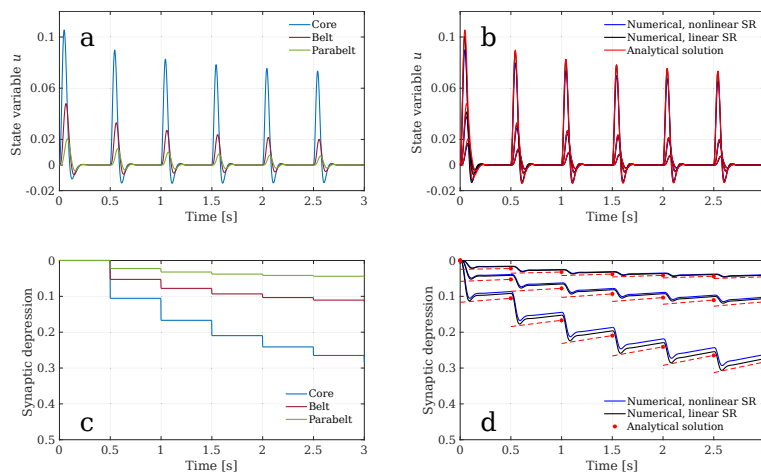 a
Core
Belt
Parabelt
State variable u
0.1
0.06
0.02
0
-0.02
0 0.5 1 1.5 2 2.5 3
Time [s]
b
Numerical, nonlinear SR
Numerical, linear SR
Analytical solution
State variable u
0.1
0.06
0.02
0
-0.02
0 0.5 1 1.5 2 2.5
Time [s]
c
Core
Belt
Parabelt
Synaptic depression
0
0.1
0.2
0.3
0.4
0.5
0 0.5 1 1.5 2 2.5 3
Time [s]
d
Numerical, nonlinear SR
Numerical, linear SR
Analytical solution
Synaptic depression
0
0.1
0.2
0.3
0.4
0.5
0 0.5 1 1.5 2 2.5
Time [s]